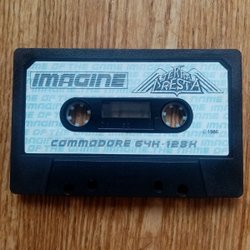 IMAGINE
TERRA
CRESTA
© 1986
COMMODORE 64K-128K